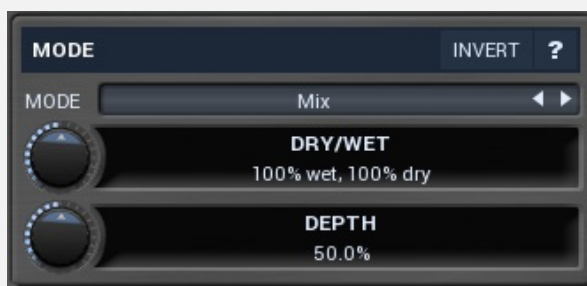 MODE INVERT ?
MODE Mix
DRY/WET
100% wet, 100% dry
DEPTH
50.0%